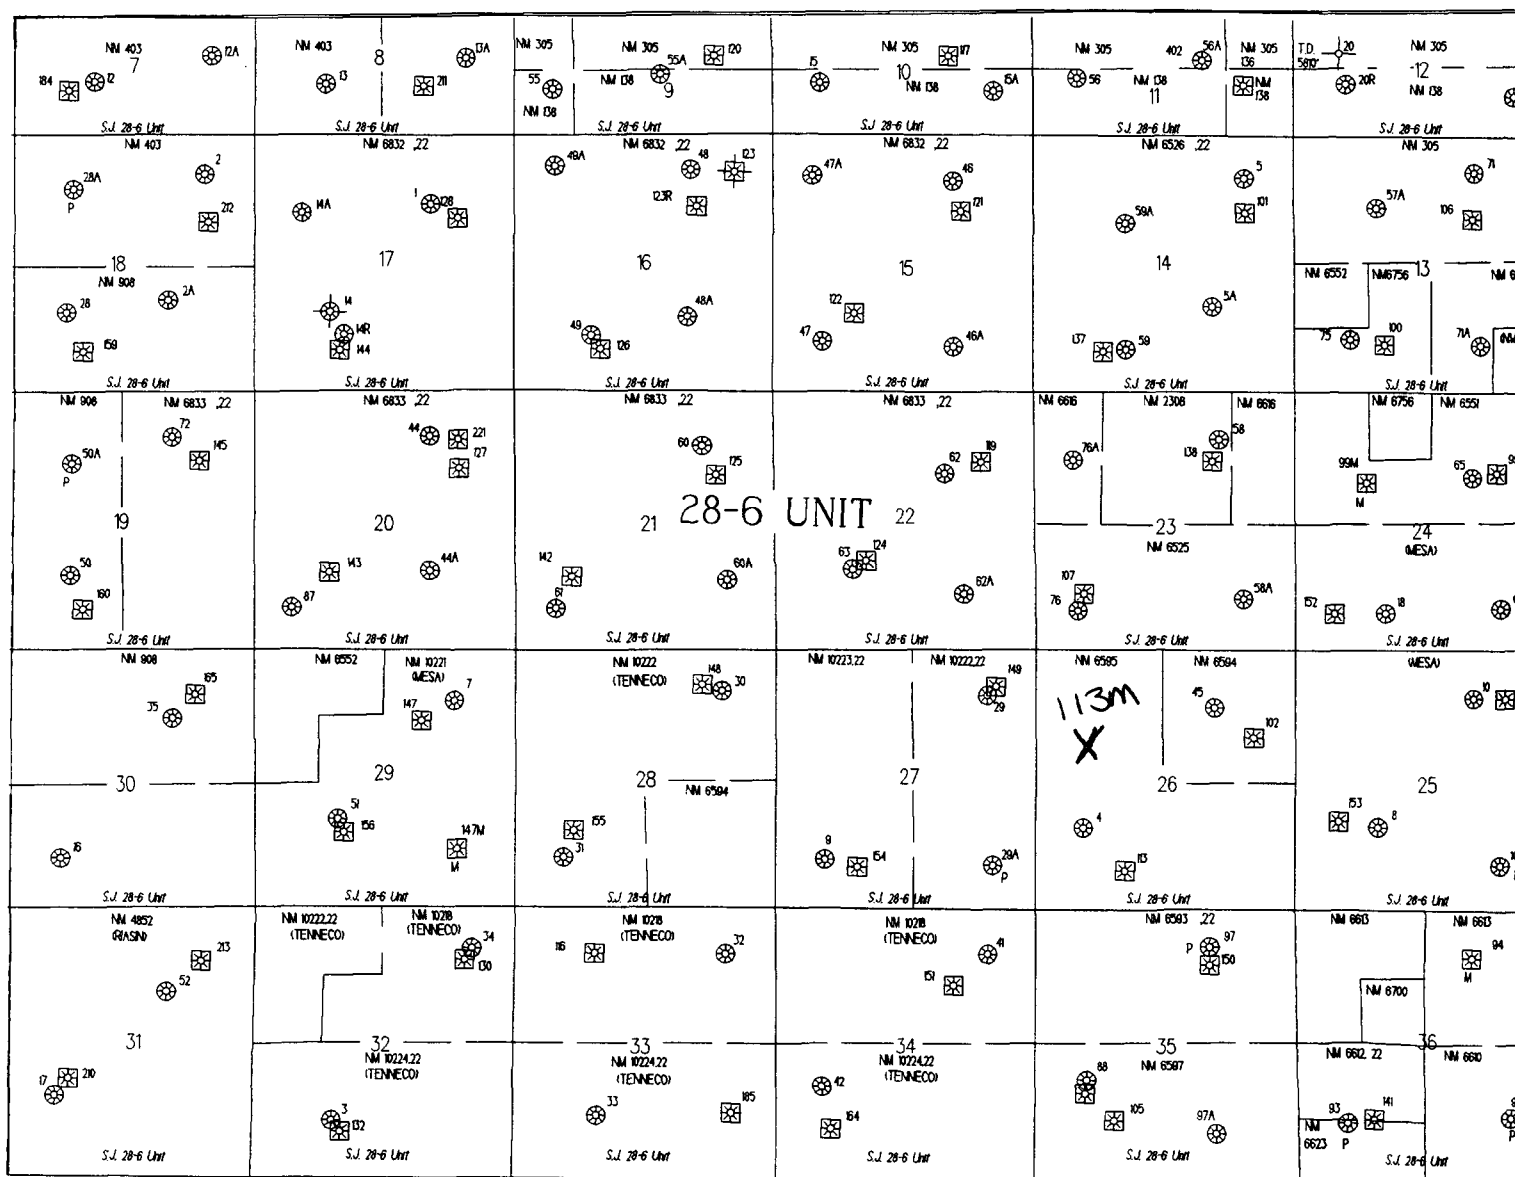 NM 403
7
12A
12
184
S.J. 28-6 Unit
NM 403
8
13A
13
211
S.J. 28-6 Unit
NM 305
NM 305
120
55A
55
NM 138
9
NM 138
S.J. 28-6 Unit
NM 305
117
15
10
NM 138
15A
S.J. 28-6 Unit
NM 305
402
56A
NM 305
136
56
NM 138
NM 138
11
S.J. 28-6 Unit
T.D. 5810'
20
NM 305
12
20R
NM 138
S.J. 28-6 Unit
NM 403
2
28A
P
212
18
NM 908
2A
28
159
S.J. 28-6 Unit
NM 6832 ,22
1
128
14A
17
14
14R
144
S.J. 28-6 Unit
NM 6832 ,22
49A
48
123
123R
16
48A
49
126
S.J. 28-6 Unit
NM 6832 ,22
47A
46
121
15
122
47
46A
S.J. 28-6 Unit
NM 6526 ,22
5
101
59A
14
5A
137
59
S.J. 28-6 Unit
NM 305
71
57A
106
NM 6552
NM6756
13
75
100
71A
S.J. 28-6 Unit
NM 908
NM 6833 ,22
72
145
50A
P
19
50
160
S.J. 28-6 Unit
NM 6833 ,22
44
221
127
20
143
44A
87
S.J. 28-6 Unit
NM 6833 ,22
60
125
21
142
60A
61
S.J. 28-6 Unit
28-6 UNIT
NM 6833 ,22
119
62
22
63
124
62A
S.J. 28-6 Unit
NM 6616
NM 2308
NM 6616
58
76A
138
23
NM 6525
107
76
58A
S.J. 28-6 Unit
NM 6756
NM 6551
99M
M
65
24
(MESA)
152
18
S.J. 28-6 Unit
NM 908
165
35
30
16
S.J. 28-6 Unit
NM 6552
NM 10221
(MESA)
7
147
29
51
156
147M
M
S.J. 28-6 Unit
NM 10222
(TENNECO)
148
30
28
NM 6594
155
31
S.J. 28-6 Unit
NM 10223,22
NM 10222,22
149
29
27
9
154
29A
P
S.J. 28-6 Unit
NM 6595
NM 6594
113M
X
45
102
26
4
113
S.J. 28-6 Unit
(MESA)
10
25
153
8
S.J. 28-6 Unit
NM 4852
(RIASIN)
213
52
31
17
210
NM 10222,22
(TENNECO)
NM 10218
(TENNECO)
34
130
32
NM 10224,22
(TENNECO)
3
132
S.J. 28-6 Unit
NM 10218
(TENNECO)
116
32
33
NM 10224,22
(TENNECO)
33
185
S.J. 28-6 Unit
NM 10218
(TENNECO)
41
151
34
NM 10224,22
(TENNECO)
42
164
S.J. 28-6 Unit
NM 6593 ,22
P
97
150
35
NM 6597
88
105
97A
S.J. 28-6 Unit
NM 6613
NM 6613
94
M
NM 6700
36
NM 6612, 22
NM 6610
93
P
141
NM
6623
S.J. 28-6 Unit